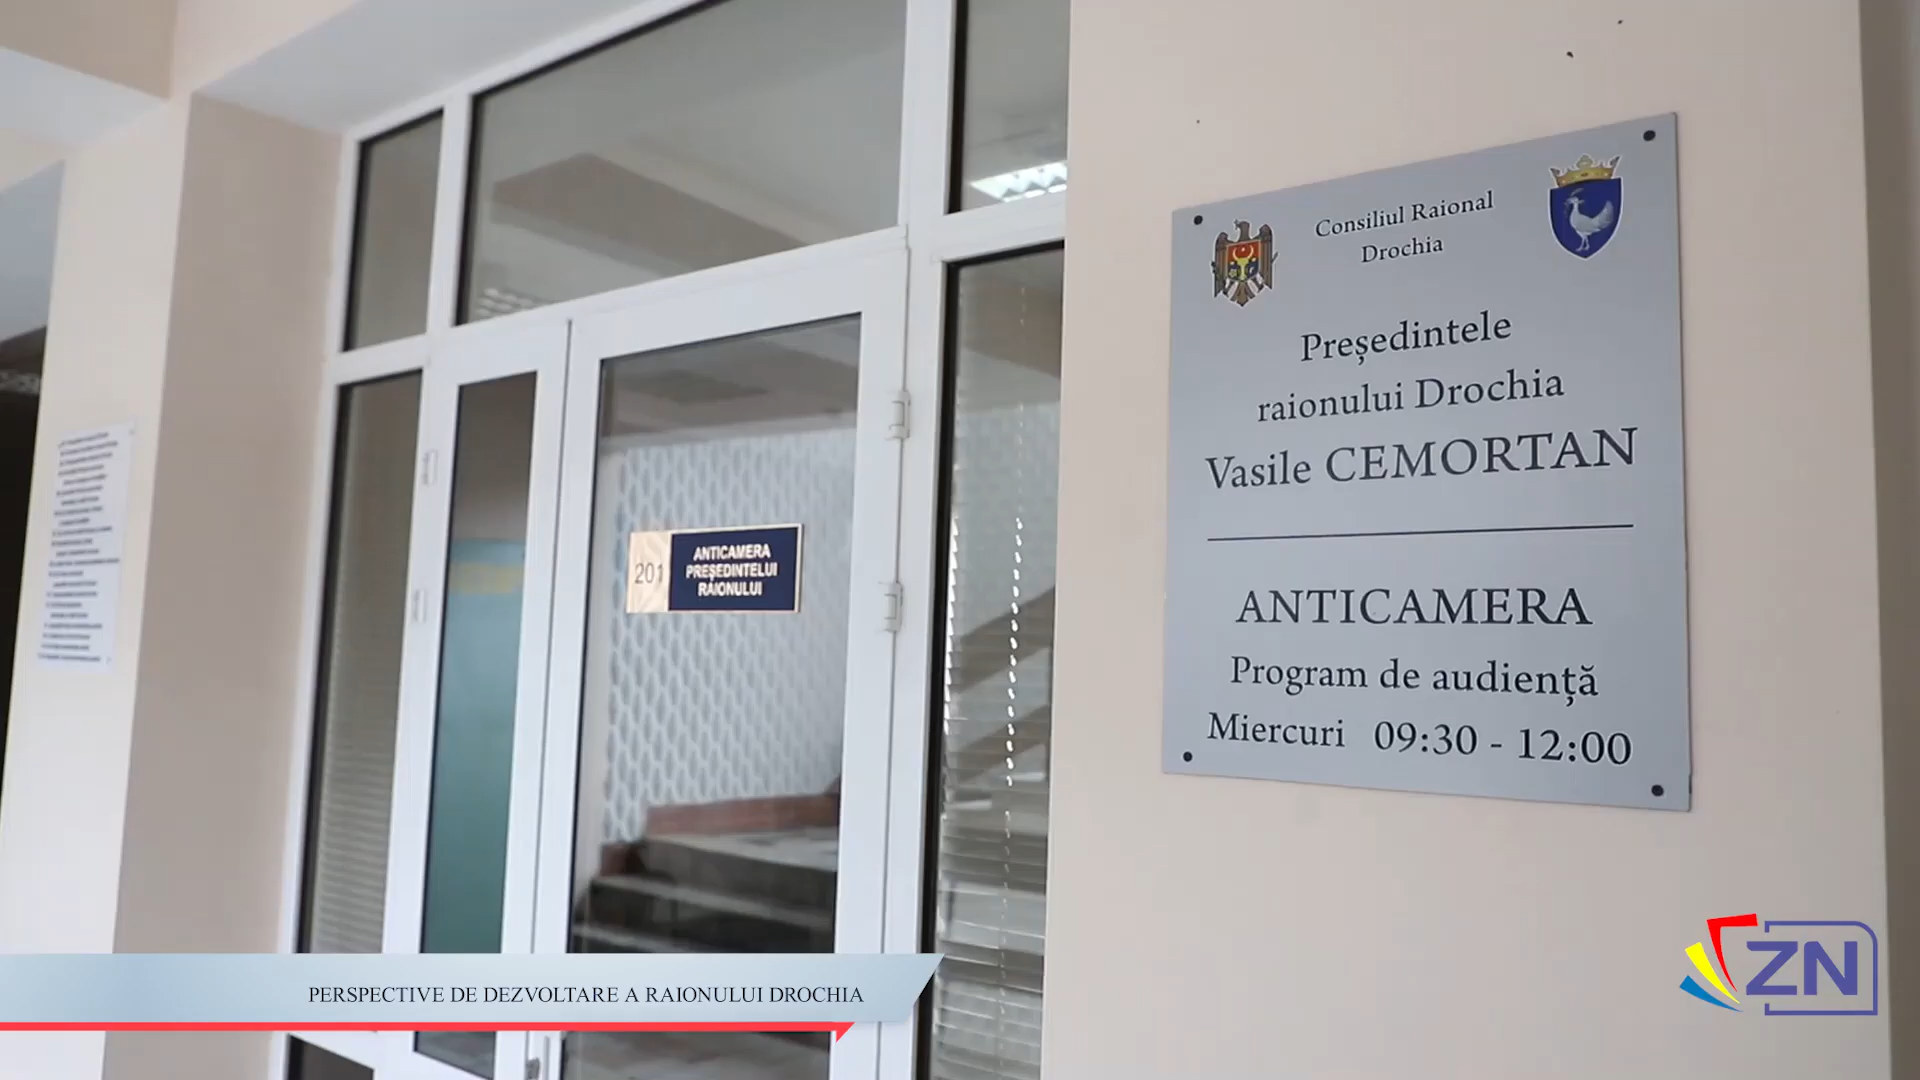 Consiliul Raional
Drochia
Președintele
raionului Drochia
Vasile CEMORTAN
ANTICAMERA
Program de audiență
Miercuri 09:30 - 12:00
201
ANTICAMERA
PREȘEDINTELUI
RAIONULUI
PERSPECTIVE DE DEZVOLTARE A RAIONULUI DROCHIA
ZN